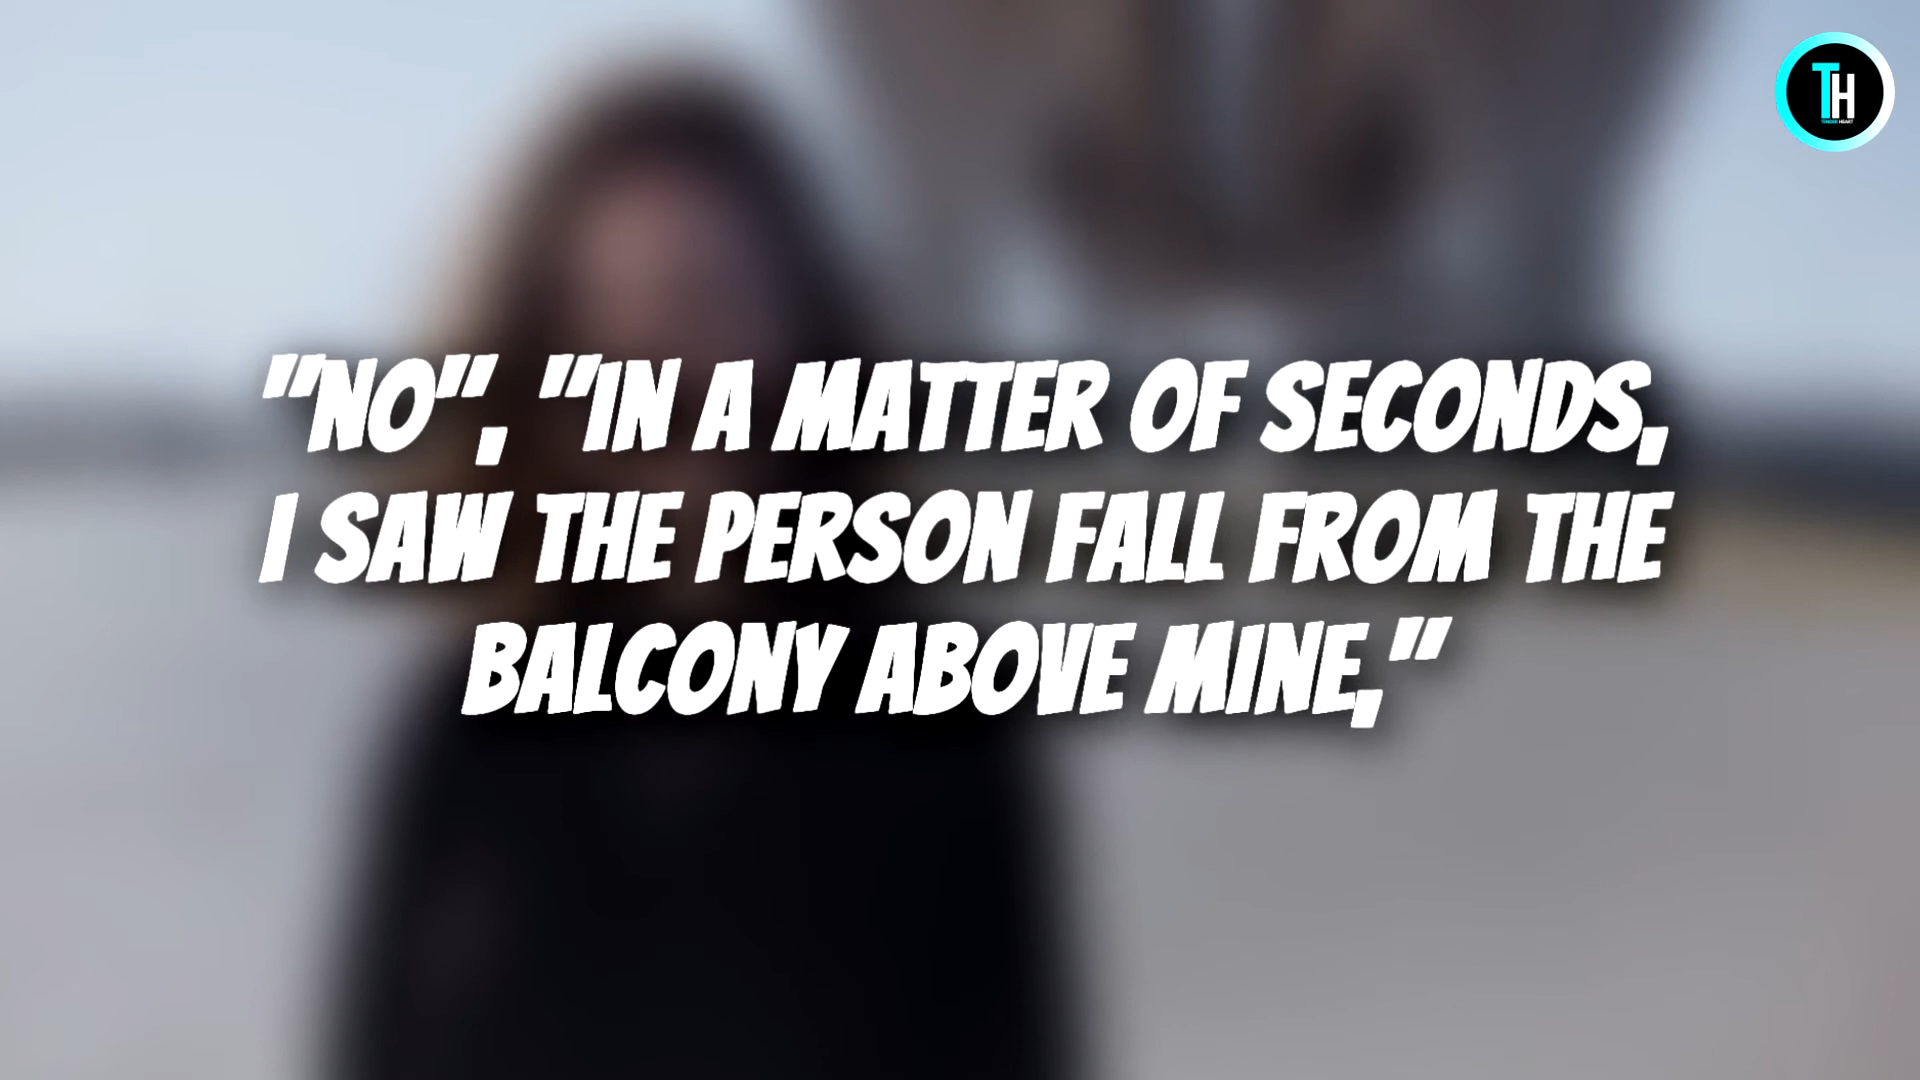 TH
"NO", "IN A MATTER OF SECONDS,
I SAW THE PERSON FALL FROM THE
BALCONY ABOVE MINE,"